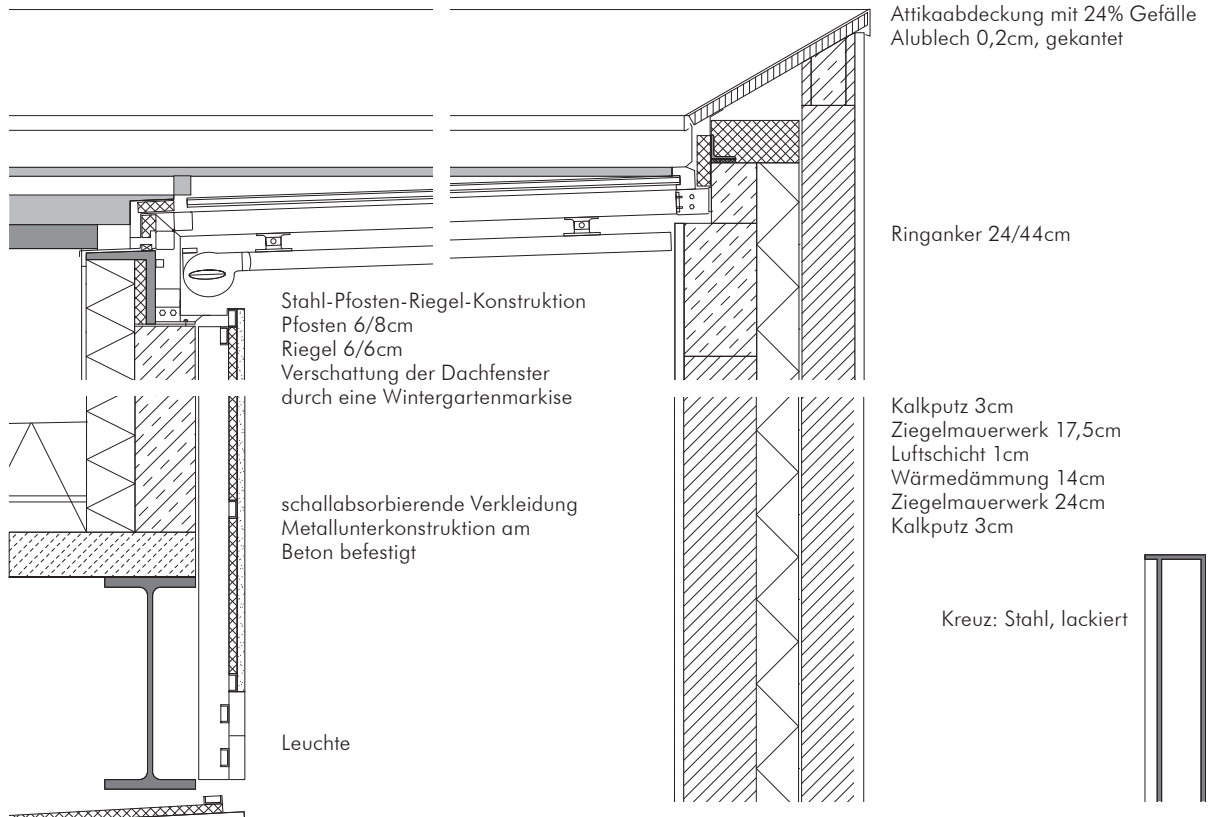 Attikaabdeckung mit 24% Gefälle
Alublech 0,2cm, gekantet
Ringanker 24/44cm
Stahl-Pfosten-Riegel-Konstruktion
Pfosten 6/8cm
Riegel 6/6cm
Verschattung der Dachfenster
durch eine Wintergartenmarkise
Kalkputz 3cm
Ziegelmauerwerk 17,5cm
Luftschicht 1cm
Wärmedämmung 14cm
Ziegelmauerwerk 24cm
Kalkputz 3cm
schallabsorbierende Verkleidung
Metallunterkonstruktion am
Beton befestigt
Kreuz: Stahl, lackiert
Leuchte